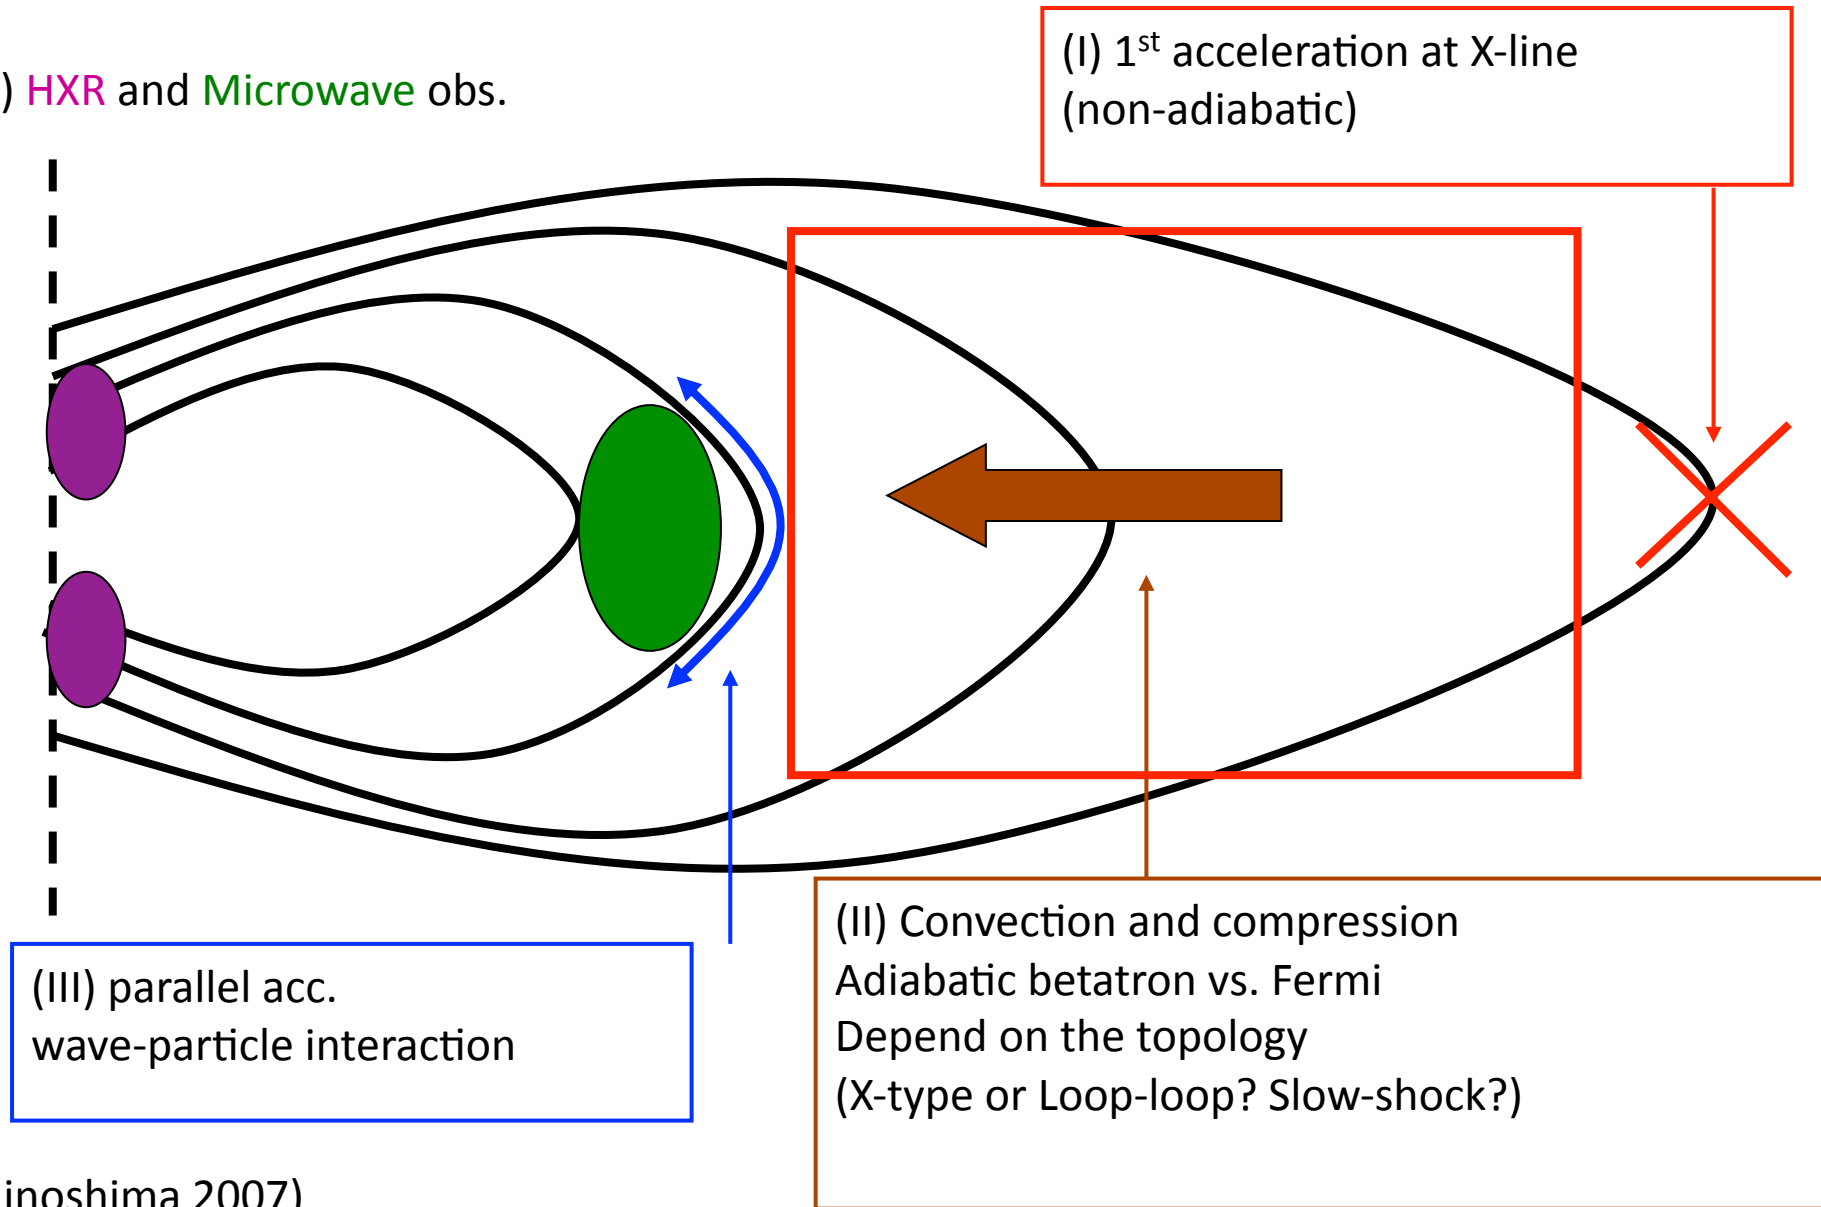 ) HXR and Microwave obs.
(I) 1st acceleration at X-line
(non-adiabatic)
(II) Convection and compression
Adiabatic betatron vs. Fermi
Depend on the topology
(X-type or Loop-loop? Slow-shock?)
(III) parallel acc.
wave-particle interaction
inoshima 2007)